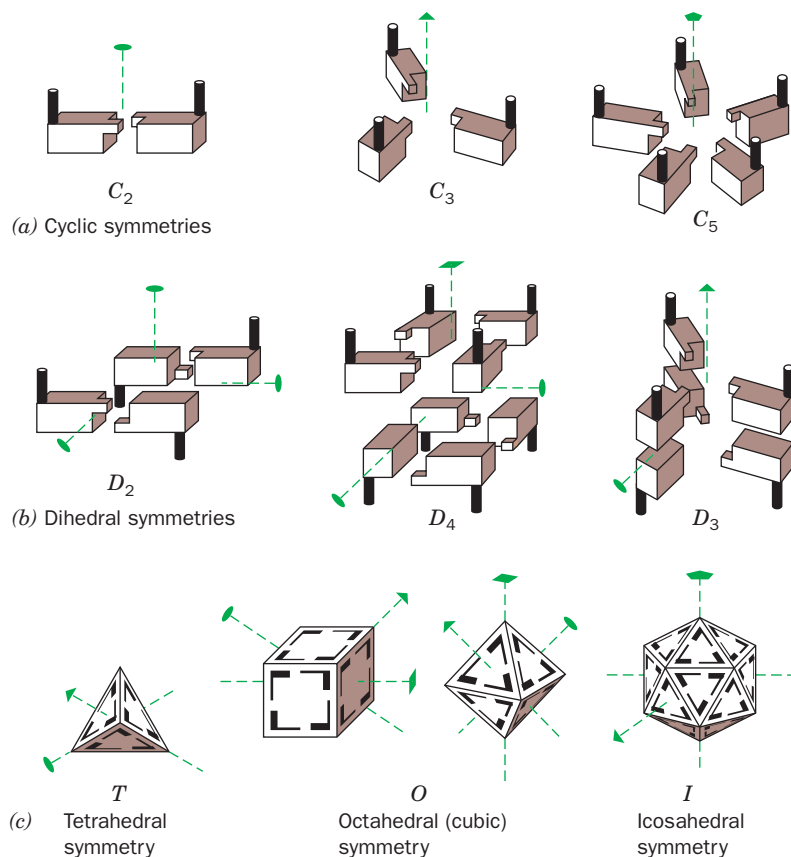 C2
C3
C5
(a) Cyclic symmetries
D2
D4
D3
(b) Dihedral symmetries
T
O
I
(c) Tetrahedral symmetry
Octahedral (cubic) symmetry
Icosahedral symmetry